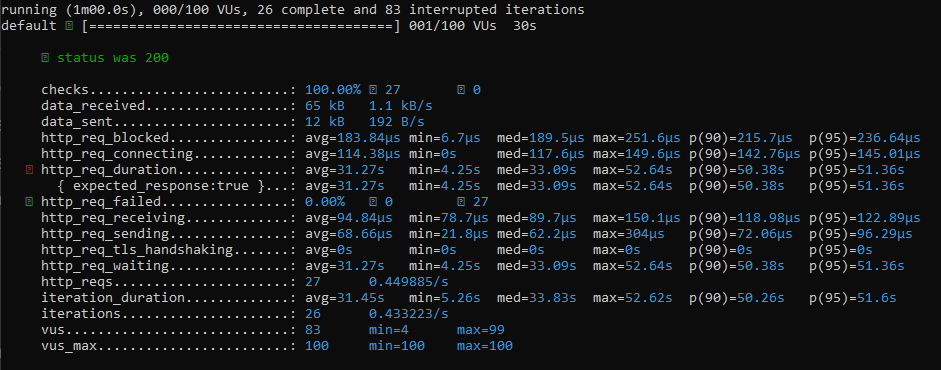 running (1m00.0s), 000/100 VUs, 26 complete and 83 interrupted iterations
default [======================================] 001/100 VUs  30s
status was 200
checks.........................: 100.00% 27 0
data_received..................: 65 kB   1.1 kB/s
data_sent......................: 12 kB   192 B/s
http_req_blocked...............: avg=183.84µs min=6.7µs  med=189.5µs max=251.6µs p(90)=215.7µs  p(95)=236.64µs
http_req_connecting............: avg=114.38µs min=0s     med=117.6µs max=149.6µs p(90)=142.76µs p(95)=145.01µs
http_req_duration..............: avg=31.27s   min=4.25s  med=33.09s  max=52.64s  p(90)=50.38s   p(95)=51.36s
{ expected_response:true }...: avg=31.27s   min=4.25s  med=33.09s  max=52.64s  p(90)=50.38s   p(95)=51.36s
http_req_failed................: 0.00% 0 27
http_req_receiving.............: avg=94.84µs  min=78.7µs med=89.7µs  max=150.1µs p(90)=118.98µs p(95)=122.89µs
http_req_sending...............: avg=68.66µs  min=21.8µs med=62.2µs  max=304µs   p(90)=72.06µs  p(95)=96.29µs
http_req_tls_handshaking.......: avg=0s       min=0s     med=0s      max=0s      p(90)=0s       p(95)=0s
http_req_waiting...............: avg=31.27s   min=4.25s  med=33.09s  max=52.64s  p(90)=50.38s   p(95)=51.36s
http_reqs......................: 27      0.449885/s
iteration_duration.............: avg=31.45s   min=5.26s  med=33.83s  max=52.62s  p(90)=50.26s   p(95)=51.6s
iterations.....................: 26      0.433223/s
vus............................: 83      min=4      max=99
vus_max........................: 100     min=100    max=100